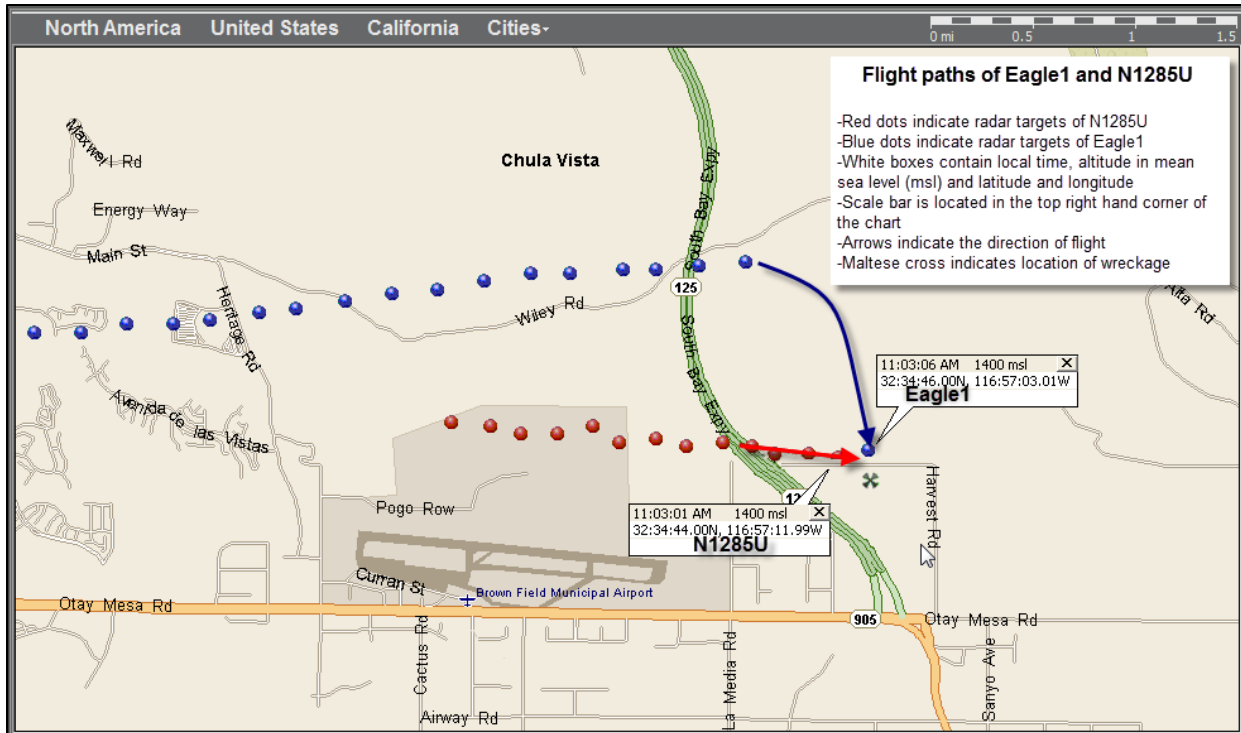 North America United States California Cities
0 mi 0.5 1 1.5
Flight paths of Eagle1 and N1285U
-Red dots indicate radar targets of N1285U
-Blue dots indicate radar targets of Eagle1
-White boxes contain local time, altitude in mean
sea level (msl) and latitude and longitude
-Scale bar is located in the top right hand corner of
the chart
-Arrows indicate the direction of flight
-Maltese cross indicates location of wreckage
Maxwell Rd
Chula Vista
South Bay Expy
Energy Way
Main St
Heritage Rd
Wiley Rd
125
South Bay Expy
Alta Rd
11:03:06 AM 1400 msl X
32:34:46.00N, 116:57:03.01W
Eagle1
Avenida de las Vistas
Pogo Row
12
11:03:01 AM 1400 msl X
32:34:44.00N, 116:57:11.99W
N1285U
Harvest Rd
Curran St
Brown Field Municipal Airport
Otay Mesa Rd
905
Otay Mesa Rd
Cactus Rd
La Media Rd
Sanyo Ave
Airway Rd